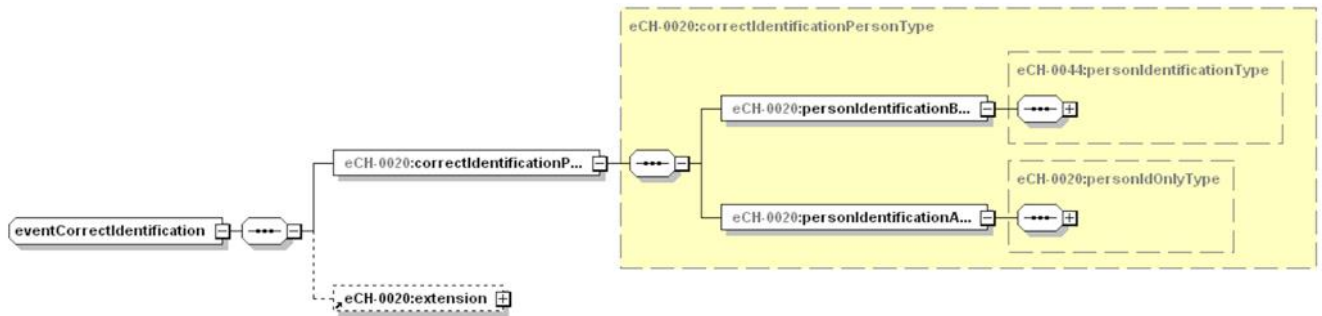 eCH-0020:correctIdentificationPersonType
eCH-0044:personIdentificationType
eCH-0020:personIdentificationB...
eCH-0020:correctIdentificationP...
eCH-0020:personIdOnlyType
eCH-0020:personIdentificationA...
eventCorrectIdentification
eCH-0020:extension